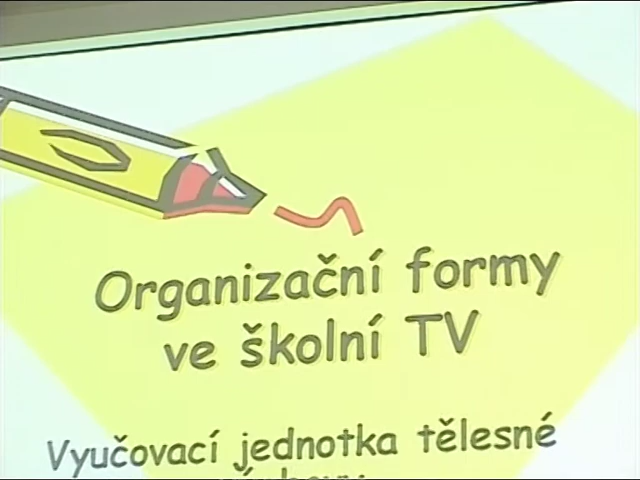 Organizační formy
ve školní TV
Vyučovací jednotka tělesné